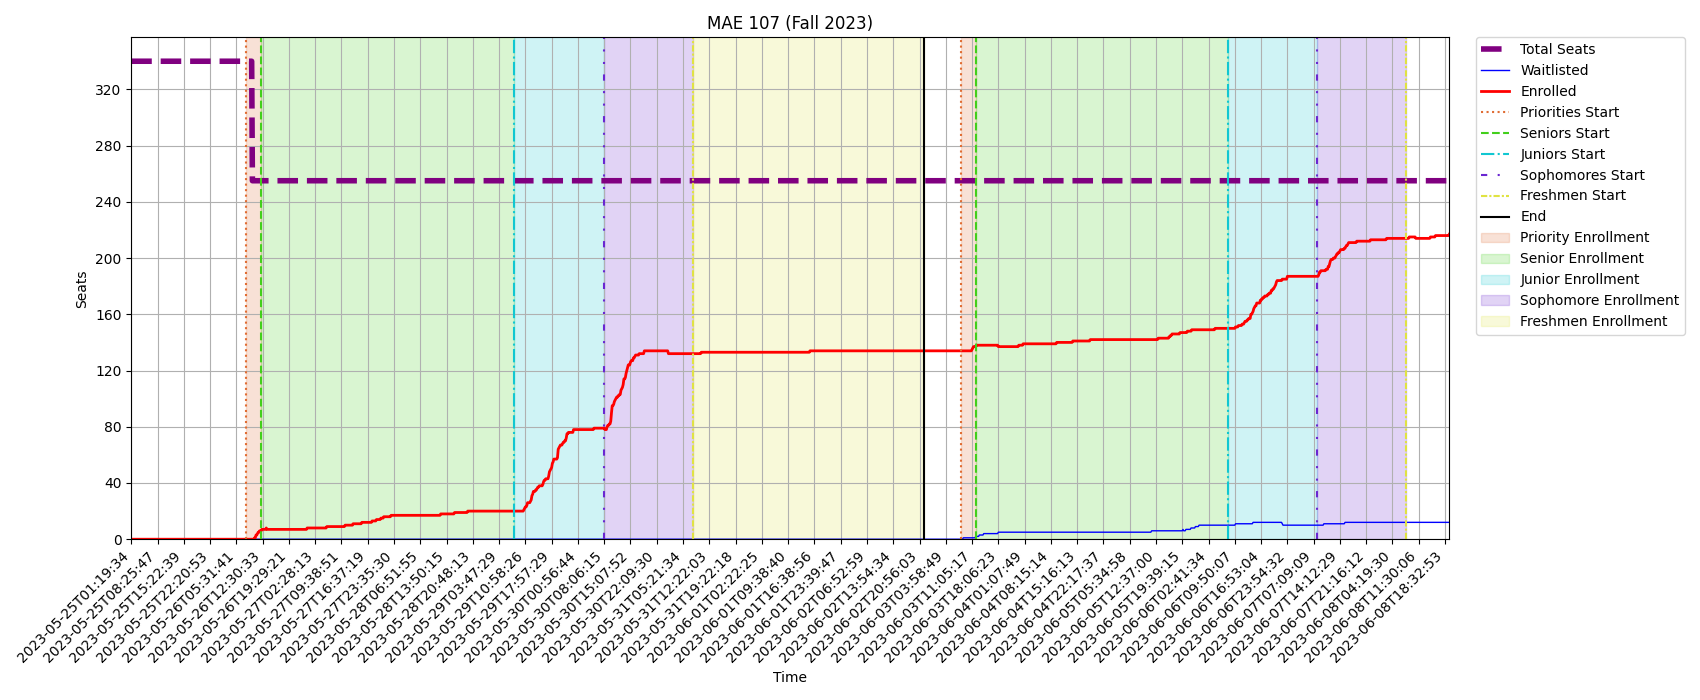 MAE 107 (Fall 2023)
Seats
320
280
240
200
160
120
80
40
0
2023-05-25T01:19:34
2023-05-25T08:25:47
2023-05-25T15:22:39
2023-05-25T22:20:53
2023-05-26T05:31:41
2023-05-26T12:30:33
2023-05-26T19:29:21
2023-05-27T02:28:13
2023-05-27T09:38:51
2023-05-27T16:37:19
2023-05-27T23:35:30
2023-05-28T06:51:55
2023-05-28T13:50:15
2023-05-28T20:48:13
2023-05-29T03:47:29
2023-05-29T10:58:26
2023-05-29T17:57:29
2023-05-30T00:56:44
2023-05-30T08:06:15
2023-05-30T15:07:52
2023-05-30T22:09:30
2023-05-31T05:21:34
2023-05-31T12:22:03
2023-05-31T19:22:18
2023-06-01T02:22:25
2023-06-01T09:38:40
2023-06-01T16:38:56
2023-06-01T23:39:47
2023-06-02T06:52:59
2023-06-02T13:54:34
2023-06-02T20:56:03
2023-06-03T03:58:49
2023-06-03T11:05:17
2023-06-03T18:06:23
2023-06-04T01:07:49
2023-06-04T08:15:14
2023-06-04T15:16:13
2023-06-04T22:17:37
2023-06-05T05:34:58
2023-06-05T12:37:00
2023-06-05T19:39:15
2023-06-06T02:41:34
2023-06-06T09:50:07
2023-06-06T16:53:04
2023-06-06T23:54:32
2023-06-07T07:09:09
2023-06-07T14:12:29
2023-06-07T21:16:12
2023-06-08T04:19:30
2023-06-08T11:30:06
2023-06-08T18:32:53
Time
Total Seats
Waitlisted
Enrolled
Priorities Start
Seniors Start
Juniors Start
Sophomores Start
Freshmen Start
End
Priority Enrollment
Senior Enrollment
Junior Enrollment
Sophomore Enrollment
Freshmen Enrollment